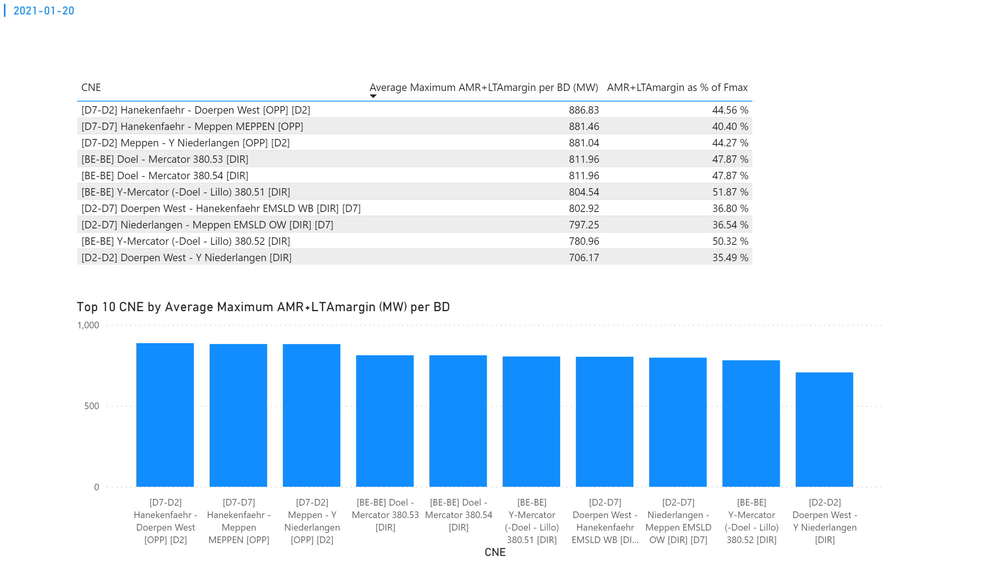 2021-01-20
CNE Average Maximum AMR+LTAmargin per BD (MW) AMR+LTAmargin as % of Fmax
[D7-D2] Hanekenfaehr - Doerpen West [OPP] [D2] 886.83 44.56 %
[D7-D7] Hanekenfaehr - Meppen MEPPEN [OPP] 881.46 40.40 %
[D7-D2] Meppen - Y Niederlangen [OPP] [D2] 881.04 44.27 %
[BE-BE] Doel - Mercator 380.53 [DIR] 811.96 47.87 %
[BE-BE] Doel - Mercator 380.54 [DIR] 811.96 47.87 %
[BE-BE] Y-Mercator (-Doel - Lillo) 380.51 [DIR] 804.54 51.87 %
[D2-D7] Doerpen West - Hanekenfaehr EMSLD WB [DIR] [D7] 802.92 36.80 %
[D2-D7] Niederlangen - Meppen EMSLD OW [DIR] [D7] 797.25 36.54 %
[BE-BE] Y-Mercator (-Doel - Lillo) 380.52 [DIR] 780.96 50.32 %
[D2-D2] Doerpen West - Y Niederlangen [DIR] 706.17 35.49 %
Top 10 CNE by Average Maximum AMR+LTAmargin (MW) per BD
1,000
500
0
[D7-D2]
Hanekenfaehr -
Doerpen West
[OPP] [D2]
[D7-D7]
Hanekenfaehr -
Meppen
MEPPEN [OPP]
[D7-D2]
Meppen - Y
Niederlangen
[OPP] [D2]
[BE-BE] Doel -
Mercator 380.53
[DIR]
[BE-BE] Doel -
Mercator 380.54
[DIR]
[BE-BE]
Y-Mercator
(-Doel - Lillo)
380.51 [DIR]
[D2-D7]
Doerpen West -
Hanekenfaehr
EMSLD WB [DI...
[D2-D7]
Niederlangen -
Meppen EMSLD
OW [DIR] [D7]
[BE-BE]
Y-Mercator
(-Doel - Lillo)
380.52 [DIR]
[D2-D2]
Doerpen West -
Y Niederlangen
[DIR]
CNE